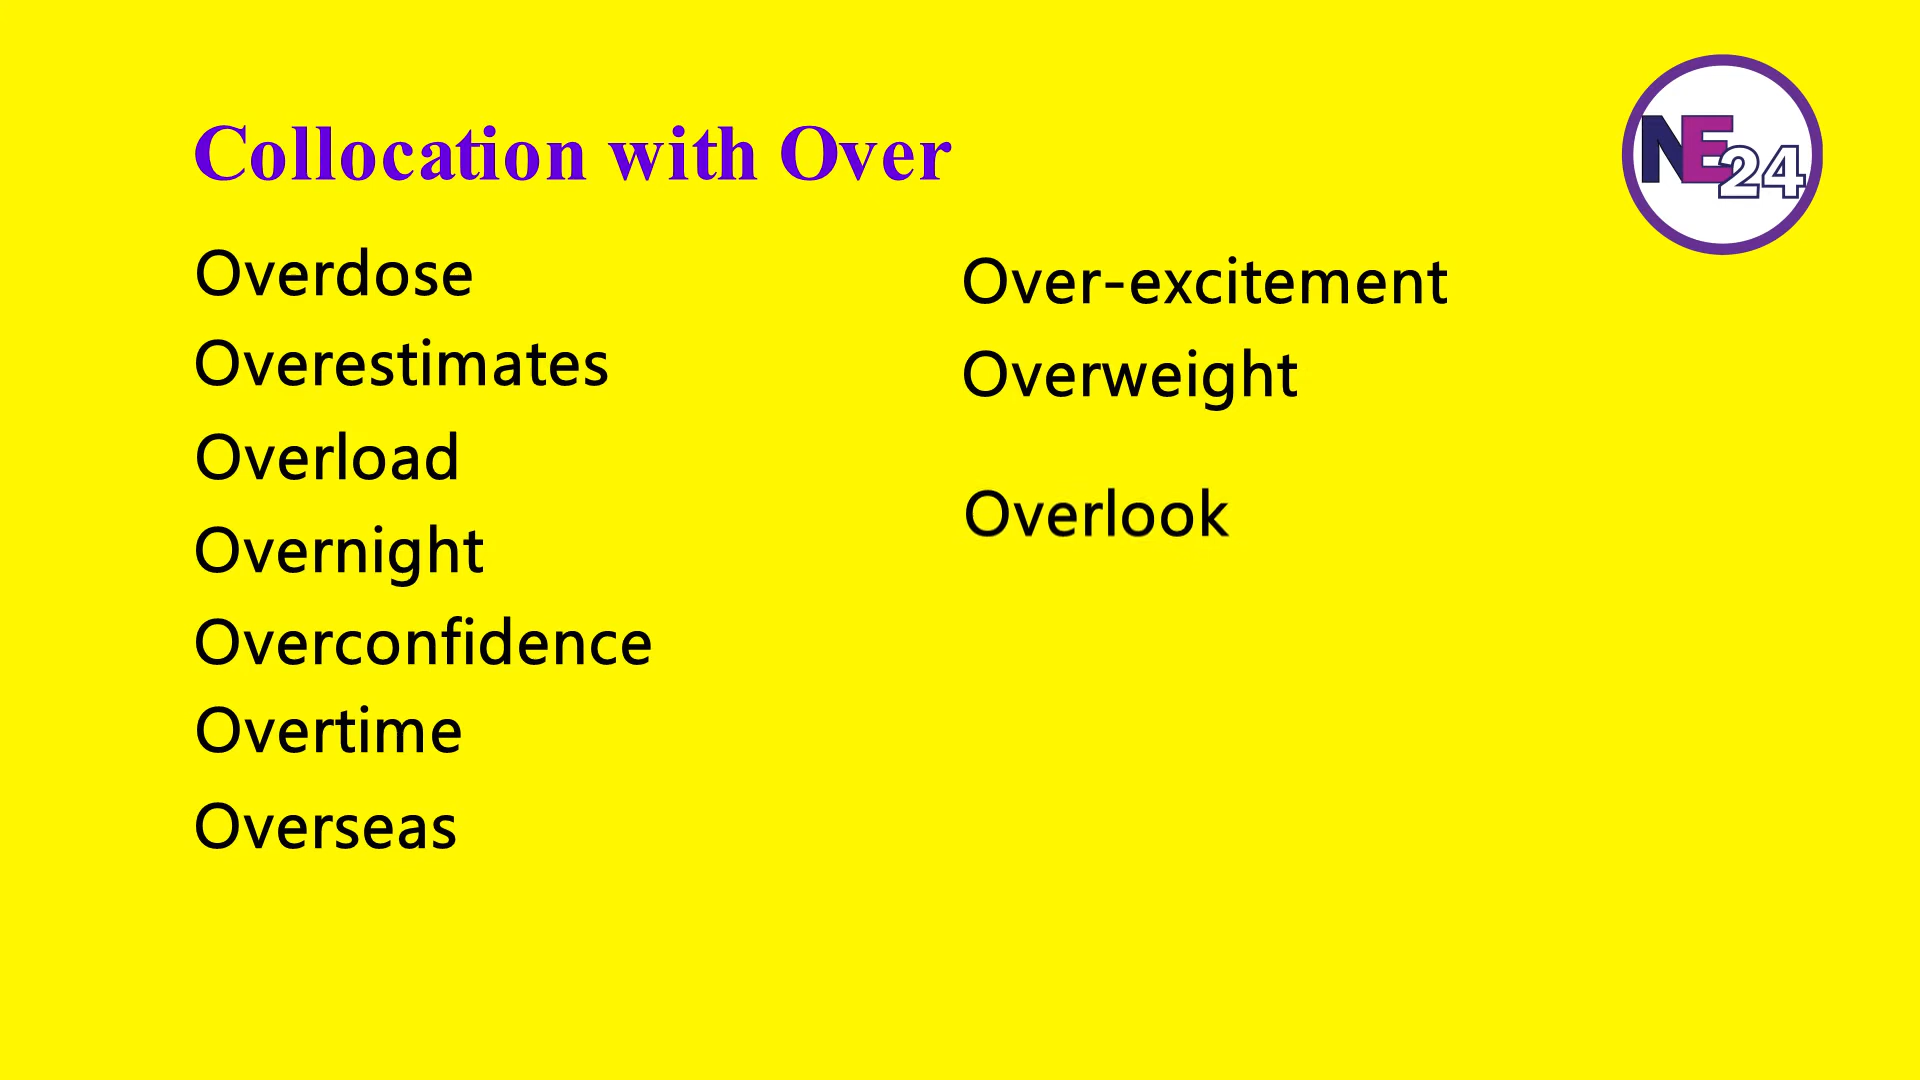 Collocation with Over
NE24
Overdose
Overestimates
Overload
Overnight
Overconfidence
Overtime
Overseas
Over-excitement
Overweight
Overlook